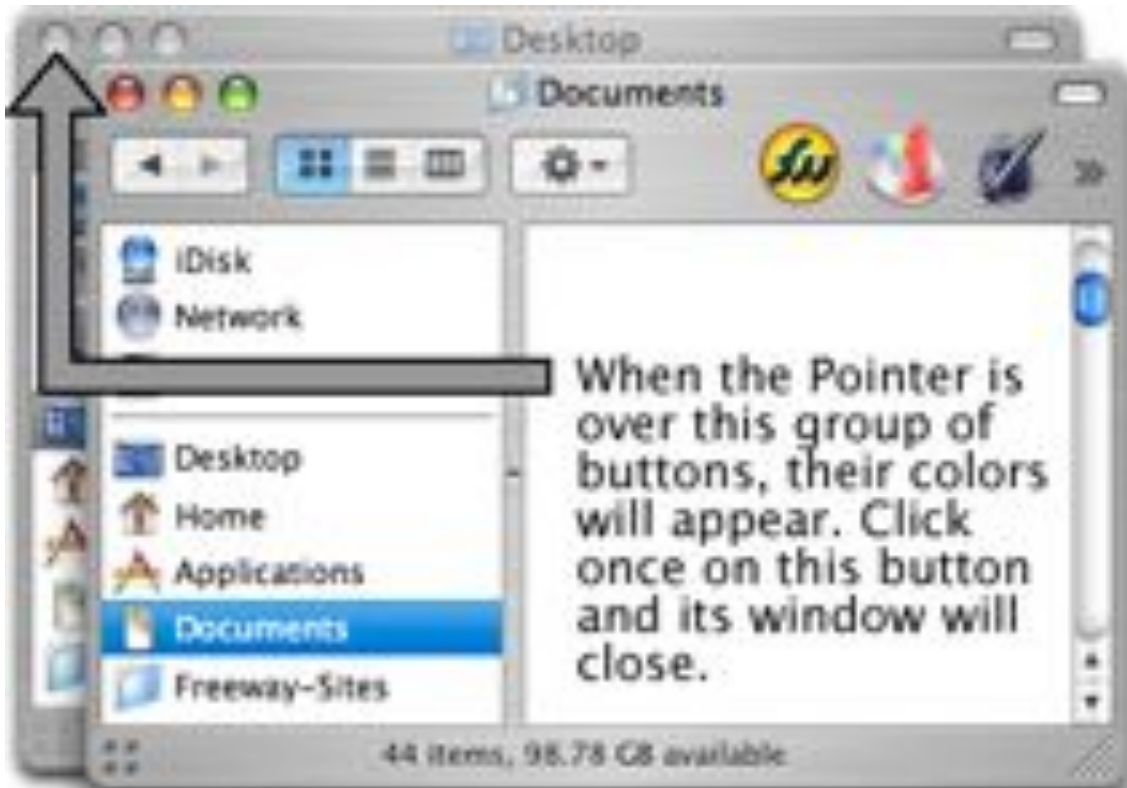 Desktop
Documents
fw
iDisk
Network
Desktop
Home
Applications
Documents
Freeway-Sites
When the Pointer is
over this group of
buttons, their colors
will appear. Click
once on this button
and its window will
close.
44 items, 98.78 GB available